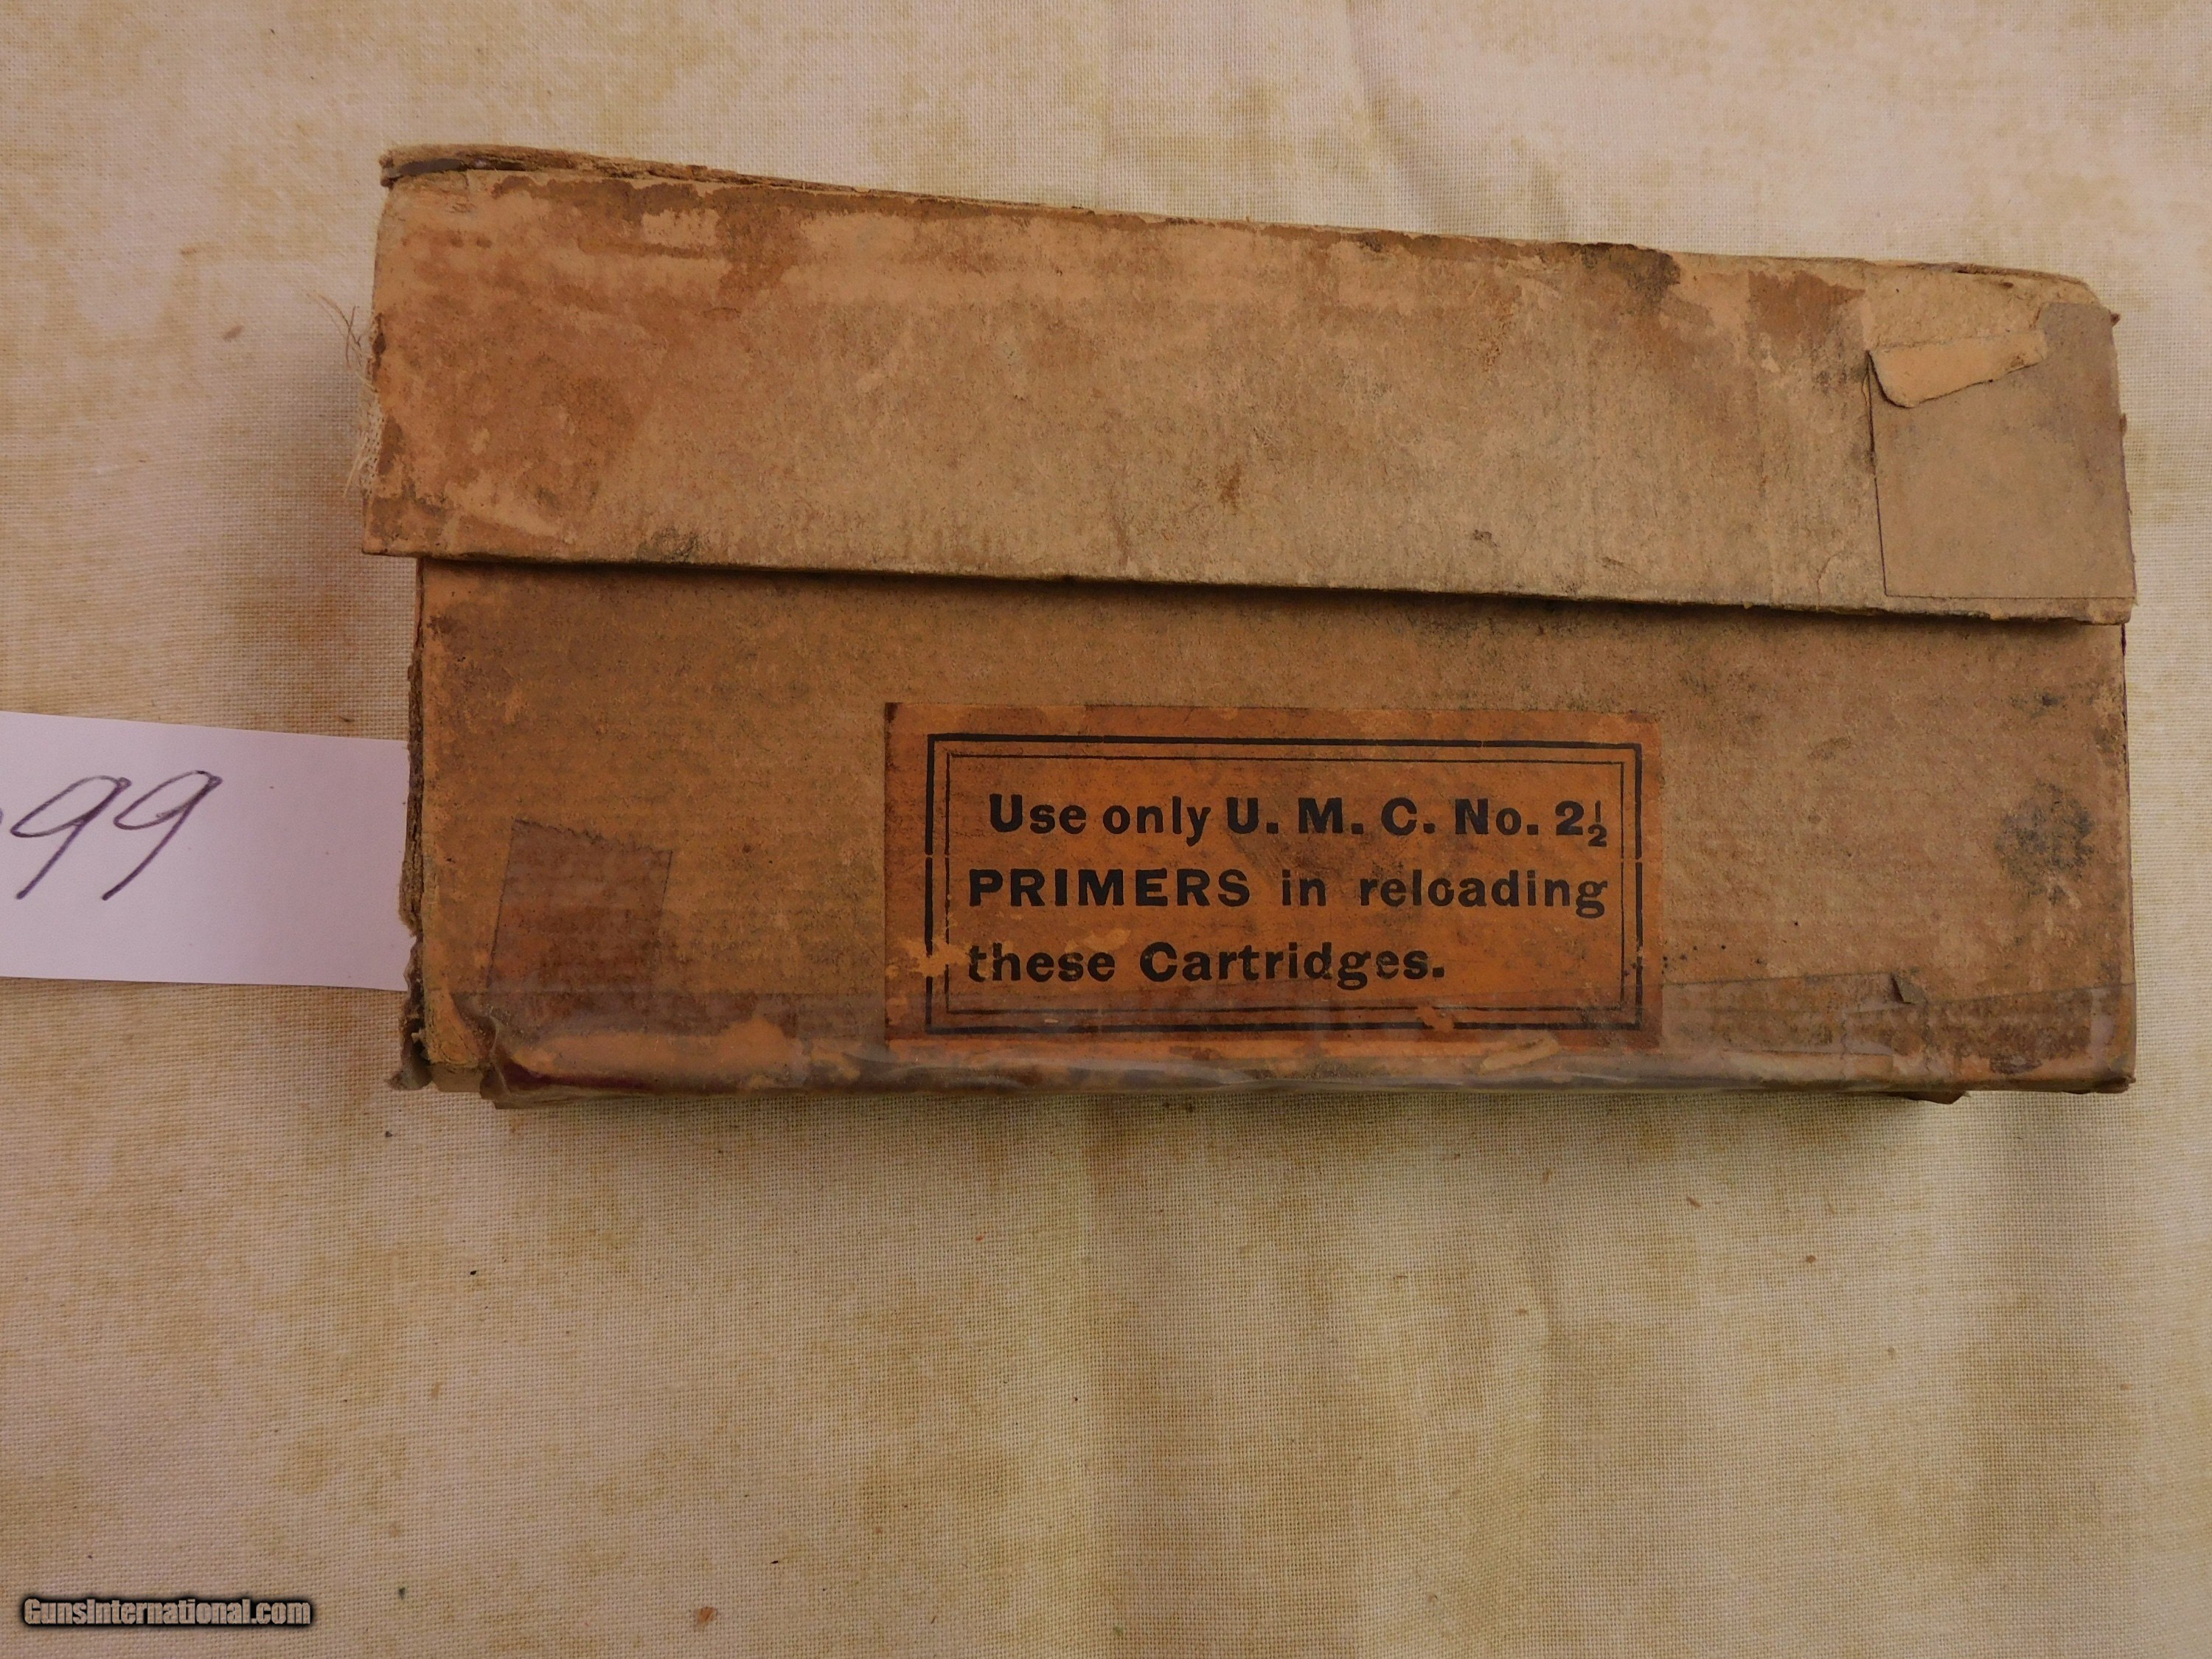 99
Use only U. M. C. No. 2½
PRIMERS in reloading
these Cartridges.
GunsInternational.com